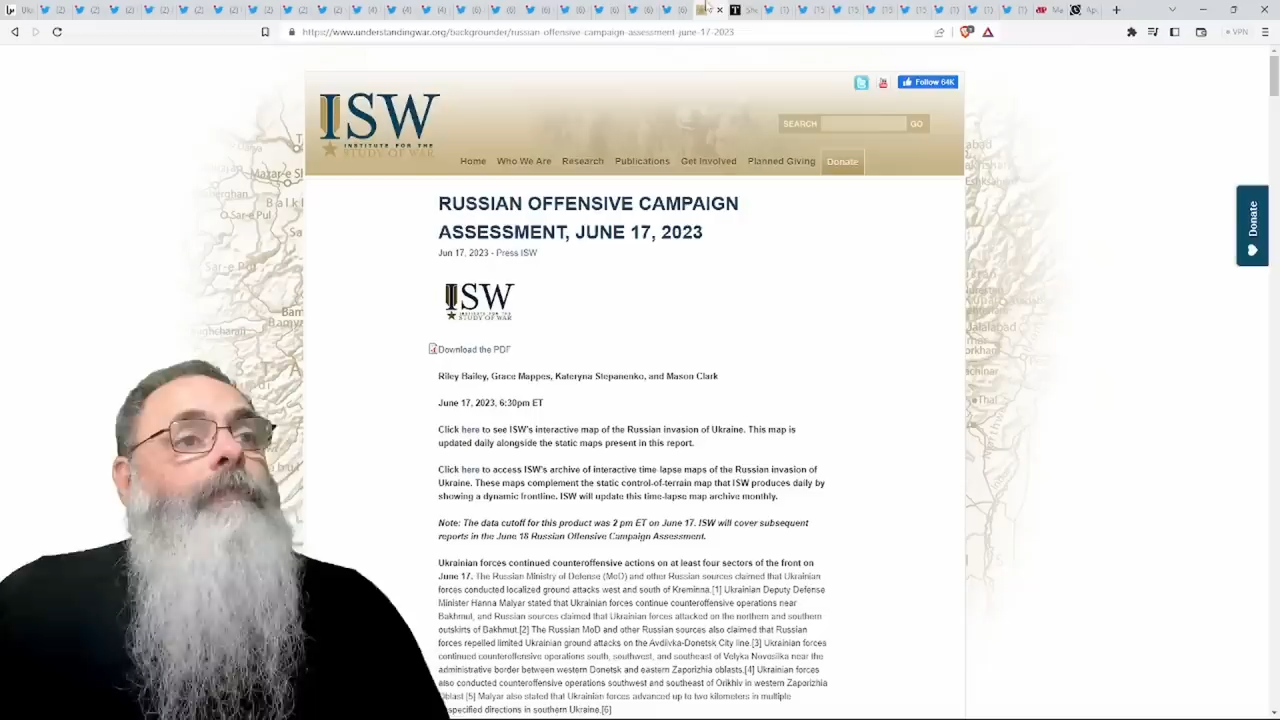 https://www.understandingwar.org/backgrounder/russian-offensive-campaign-assessment-june-17-2023
VPN
Follow 64K
ISW
INSTITUTE FOR THE
STUDY OF WAR
SEARCH GO
Home Who We Are Research Publications Get Involved Planned Giving Donate
Donate
RUSSIAN OFFENSIVE CAMPAIGN
ASSESSMENT, JUNE 17, 2023
Jun 17, 2023 - Press ISW
ISW
INSTITUTE FOR THE
STUDY OF WAR
Download the PDF
Riley Bailey, Grace Mappes, Kateryna Stepanenko, and Mason Clark
June 17, 2023, 6:30pm ET
Click here to see ISW's interactive map of the Russian invasion of Ukraine. This map is
updated daily alongside the static maps present in this report.
Click here to access ISW's archive of interactive time-lapse maps of the Russian invasion of
Ukraine. These maps complement the static control-of-terrain map that ISW produces daily by
showing a dynamic frontline. ISW will update this time-lapse map archive monthly.
Note: The data cutoff for this product was 2 pm ET on June 17. ISW will cover subsequent
reports in the June 18 Russian Offensive Campaign Assessment.
Ukrainian forces continued counteroffensive actions on at least four sectors of the front on
June 17. The Russian Ministry of Defense (MoD) and other Russian sources claimed that Ukrainian
forces conducted localized ground attacks west and south of Kreminna.[1] Ukrainian Deputy Defense
Minister Hanna Malyar stated that Ukrainian forces continue counteroffensive operations near
Bakhmut, and Russian sources claimed that Ukrainian forces attacked on the northern and southern
outskirts of Bakhmut.[2] The Russian MoD and other Russian sources also claimed that Russian
forces repelled limited Ukrainian ground attacks on the Avdiivka-Donetsk City line.[3] Ukrainian forces
continued counteroffensive operations south, southwest, and southeast of Velyka Novosilka near the
administrative border between western Donetsk and eastern Zaporizhia oblasts.[4] Ukrainian forces
also conducted counteroffensive operations southwest and southeast of Orikhiv in western Zaporizhia
Oblast.[5] Malyar also stated that Ukrainian forces advanced up to two kilometers in multiple
specified directions in southern Ukraine.[6]